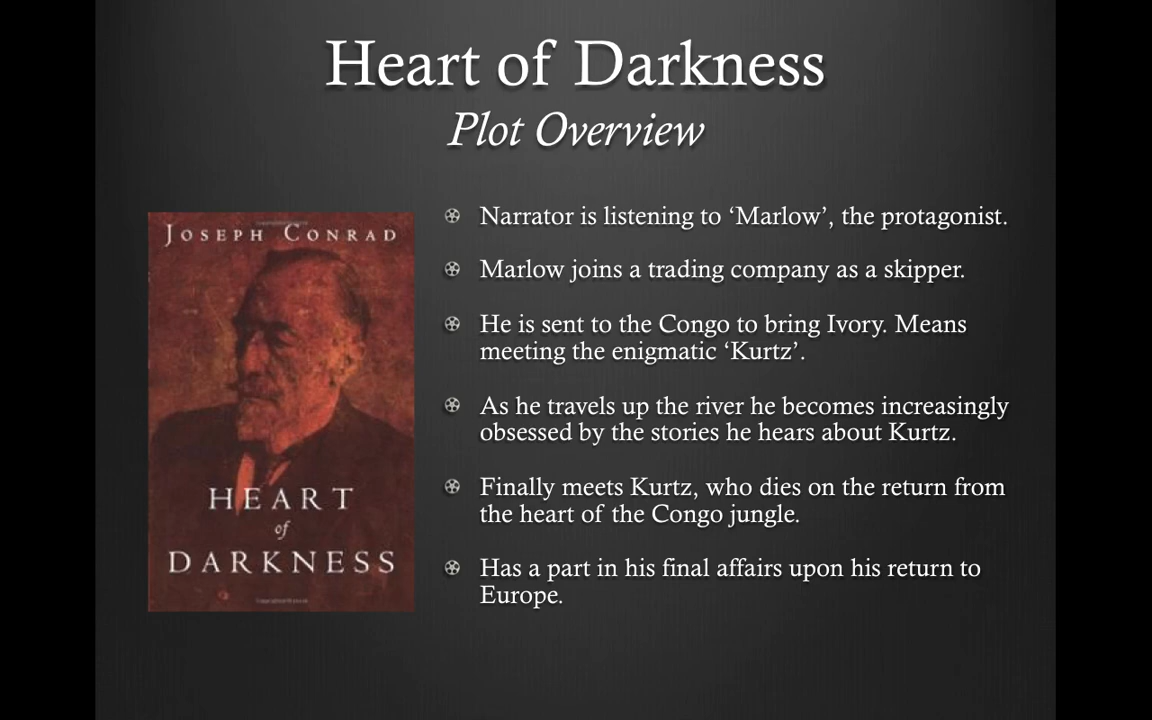 Heart of Darkness
Plot Overview
JOSEPH CONRAD
HEART
of
DARKNESS
Narrator is listening to ‘Marlow’, the protagonist.
Marlow joins a trading company as a skipper.
He is sent to the Congo to bring Ivory. Means
meeting the enigmatic ‘Kurtz’.
As he travels up the river he becomes increasingly
obsessed by the stories he hears about Kurtz.
Finally meets Kurtz, who dies on the return from
the heart of the Congo jungle.
Has a part in his final affairs upon his return to
Europe.